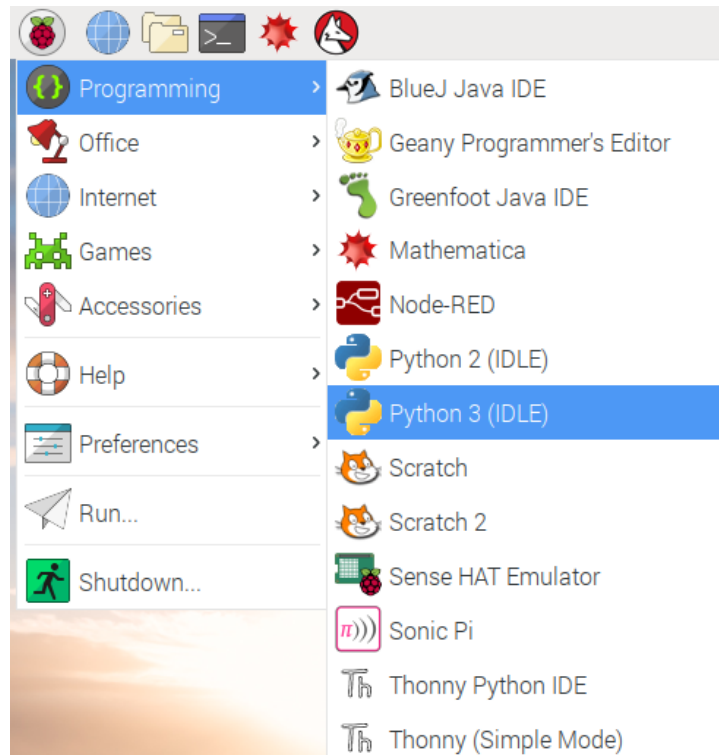 Programming
Office
Internet
Games
Accessories
Help
Preferences
Run...
Shutdown...
BlueJ Java IDE
Geany Programmer's Editor
Greenfoot Java IDE
Mathematica
Node-RED
Python 2 (IDLE)
Python 3 (IDLE)
Scratch
Scratch 2
Sense HAT Emulator
π)))
Sonic Pi
Th Thonny Python IDE
Th Thonny (Simple Mode)